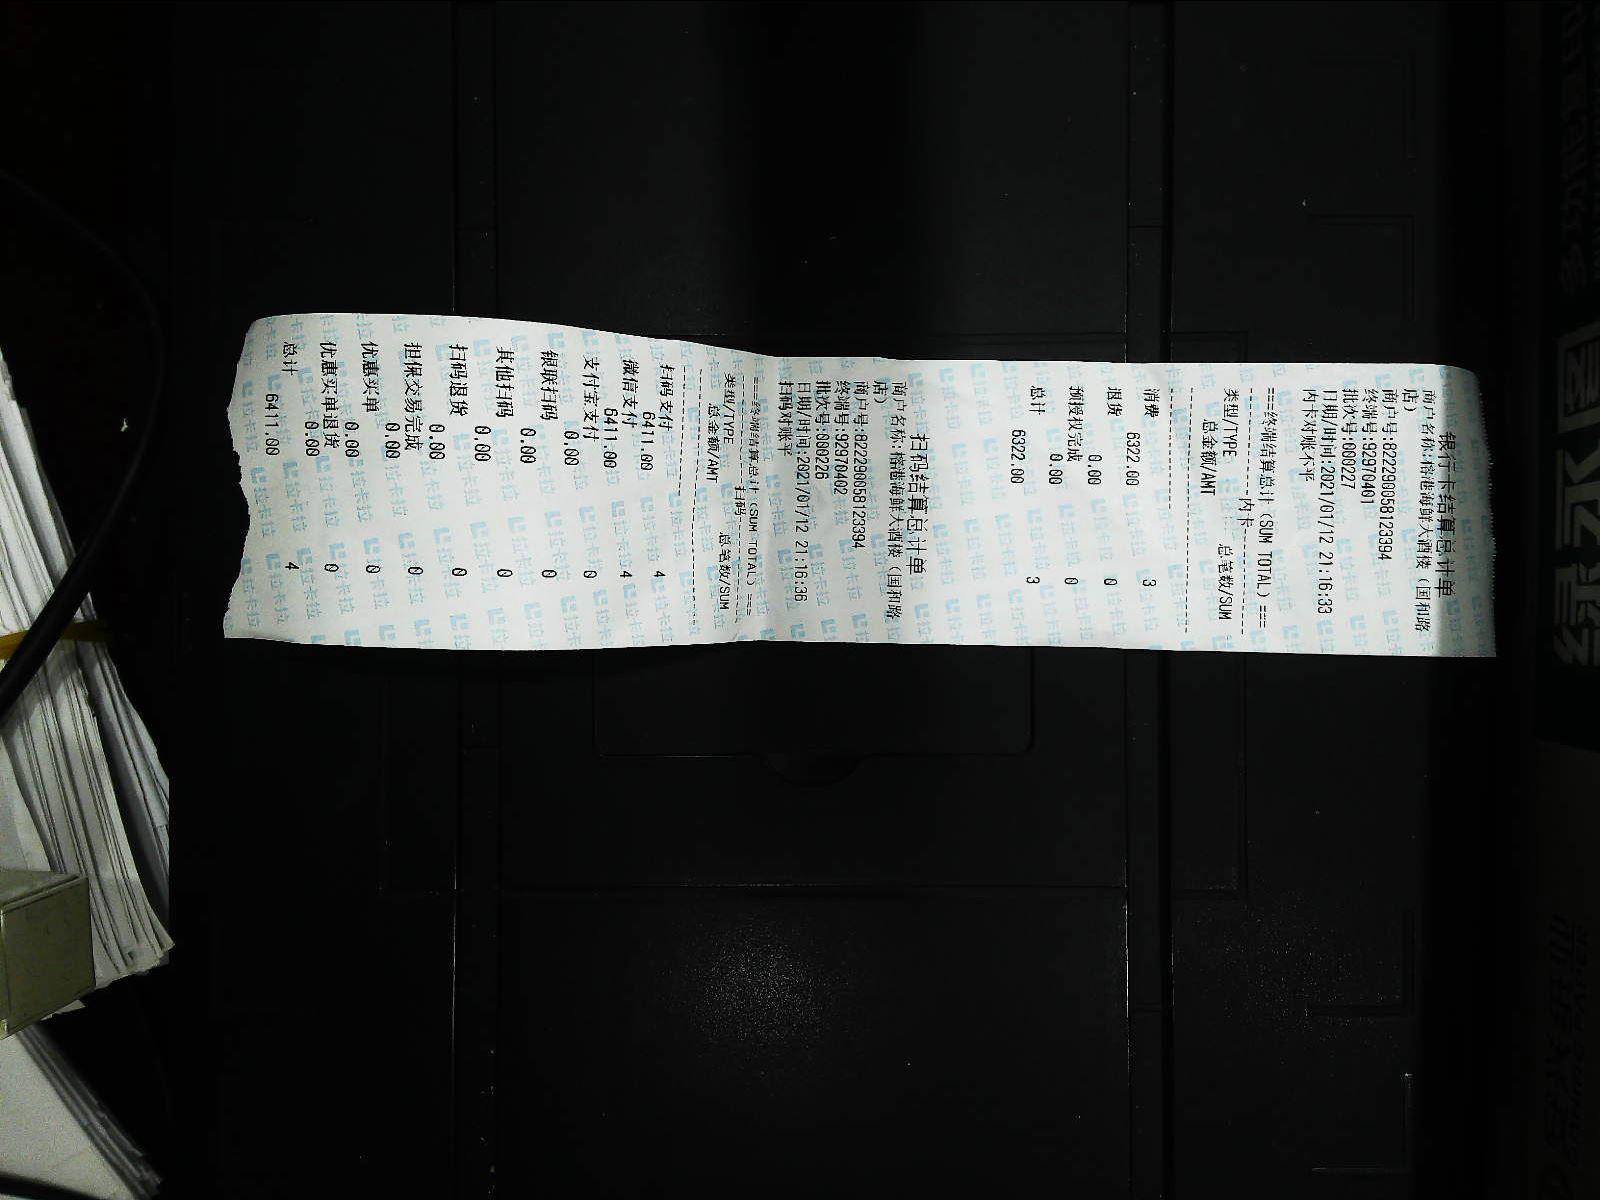 银行卡结算总计单
商户名称:榕港海鲜大酒楼（国和路
店）
商户号:822290058123394
终端号:92970401
批次号:000227
日期/时间:2021/01/12 21:16:33
内卡对账不平
===终端结算总计（SUM TOTAL）===
----------内卡----------
类型/TYPE 总笔数/SUM
总金额/AMT
消费 3
6322.00
退货 0
0.00
预授权完成 0
0.00
总计 3
6322.00
扫码结算总计单
商户名称:榕港海鲜大酒楼（国和路
店）
商户号:822290058123394
终端号:92970402
批次号:000226
日期/时间:2021/01/12 21:16:36
扫码对账平
===终端结算总计（SUM TOTAL）===
----------扫码----------
类型/TYPE 总笔数/SUM
总金额/AMT
扫码支付 4
6411.00
微信支付 4
6411.00
支付宝支付 0
0.00
银联扫码 0
0.00
其他扫码 0
0.00
扫码退货 0
0.00
担保交易完成 0
0.00
优惠买单 0
0.00
优惠买单退货 0
0.00
总计 4
6411.00